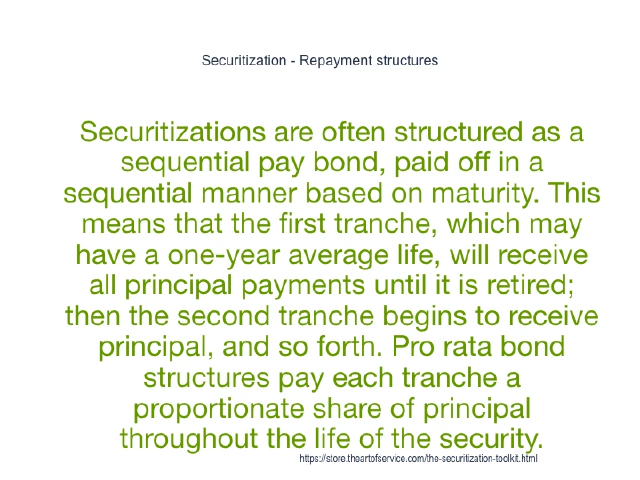 Securitization - Repayment structures
Securitizations are often structured as a
sequential pay bond, paid off in a
sequential manner based on maturity. This
means that the first tranche, which may
have a one-year average life, will receive
all principal payments until it is retired;
then the second tranche begins to receive
principal, and so forth. Pro rata bond
structures pay each tranche a
proportionate share of principal
throughout the life of the security.
https://store.theartofservice.com/the-securitization-toolkit.html